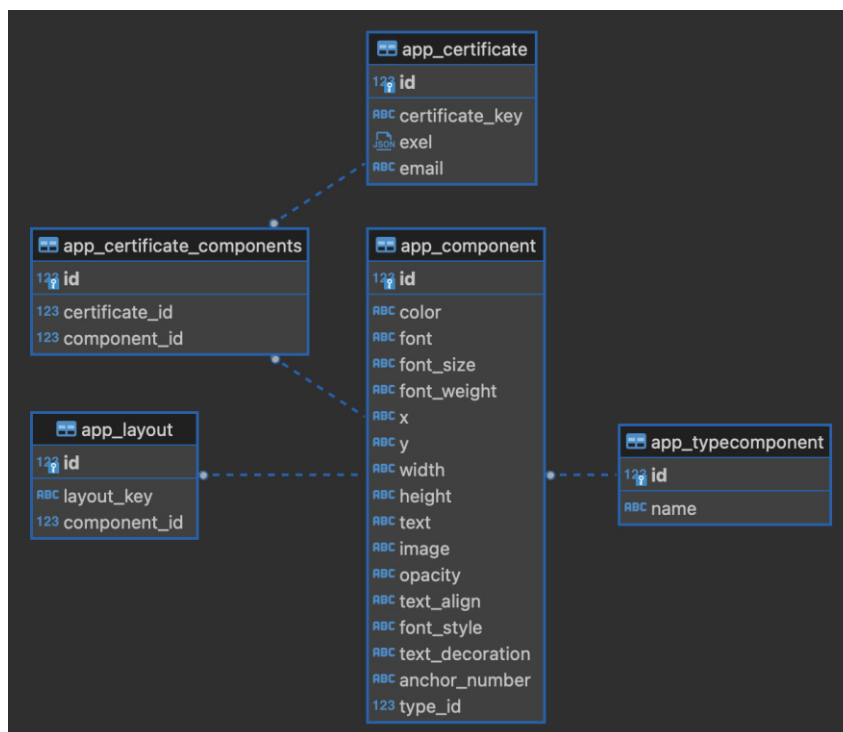 app_certificate
123 id
ABC certificate_key
JSON exel
ABC email
app_certificate_components
123 id
123 certificate_id
123 component_id
app_component
123 id
ABC color
ABC font
ABC font_size
ABC font_weight
ABC x
ABC y
ABC width
ABC height
ABC text
ABC image
ABC opacity
ABC text_align
ABC font_style
ABC text_decoration
ABC anchor_number
123 type_id
app_layout
123 id
ABC layout_key
123 component_id
app_typecomponent
123 id
ABC name